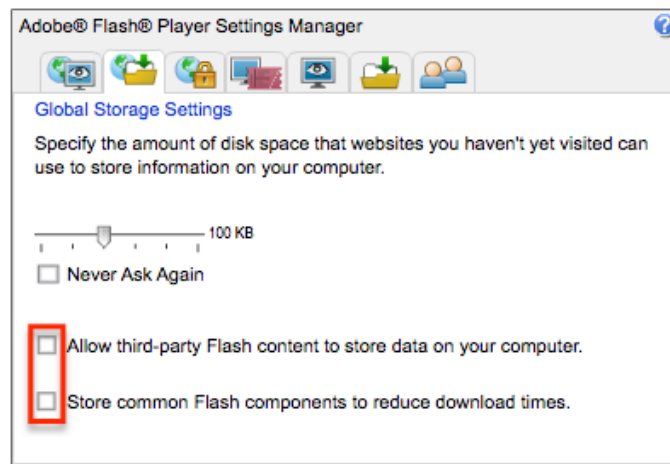 Adobe® Flash® Player Settings Manager
Global Storage Settings
Specify the amount of disk space that websites you haven't yet visited can
use to store information on your computer.
100 KB
Never Ask Again
Allow third-party Flash content to store data on your computer.
Store common Flash components to reduce download times.